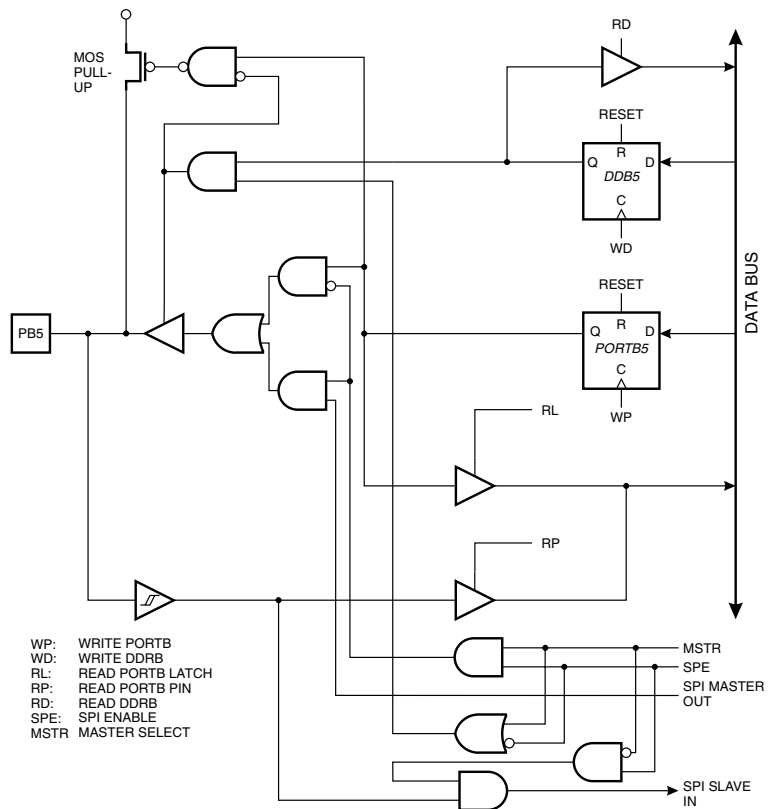 RD
MOS
PULL-
UP
RESET
R
Q
D
DDB5
C
WD
DATA BUS
RESET
R
Q
D
PORTB5
C
WP
PB5
RL
RP
WP: WRITE PORTB
WD: WRITE DDRB
RL: READ PORTB LATCH
RP: READ PORTB PIN
RD: READ DDRB
SPE: SPI ENABLE
MSTR MASTER SELECT
MSTR
SPE
SPI MASTER
OUT
SPI SLAVE
IN